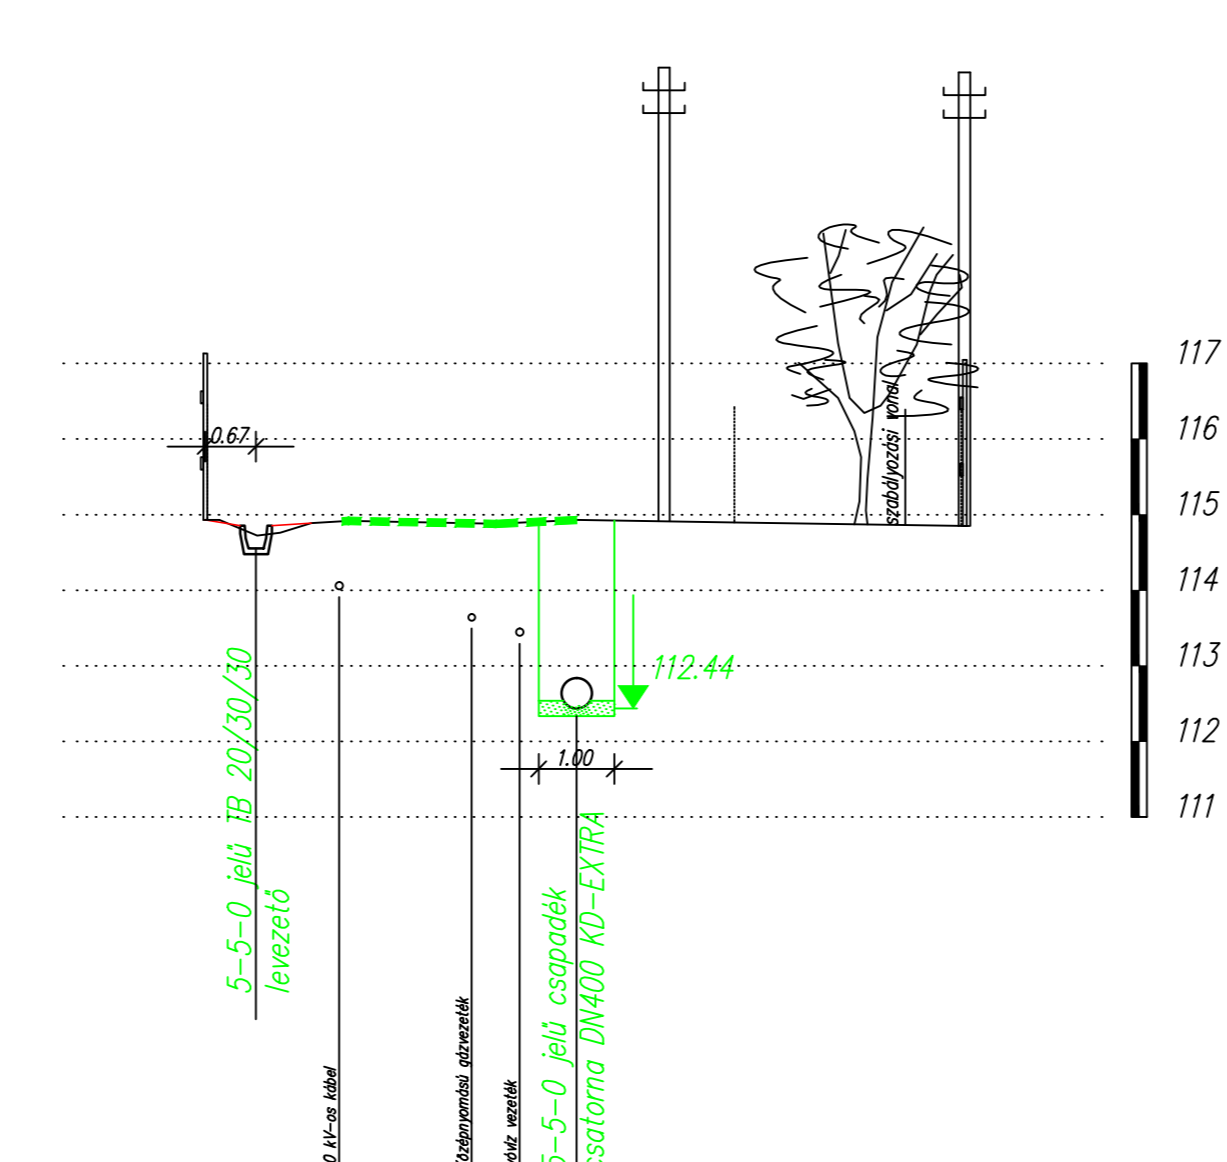 117
116
115
114
113
112
111
0.67
szabályozási vonal
112.44
1.00
5-5-0 jelű TB 20/30/30
levezető
0 kV-os kábel
középnyomású gázvezeték
vezeték
5-5-0 jelű csapadék
csatorna DN400 KD-EXTRA